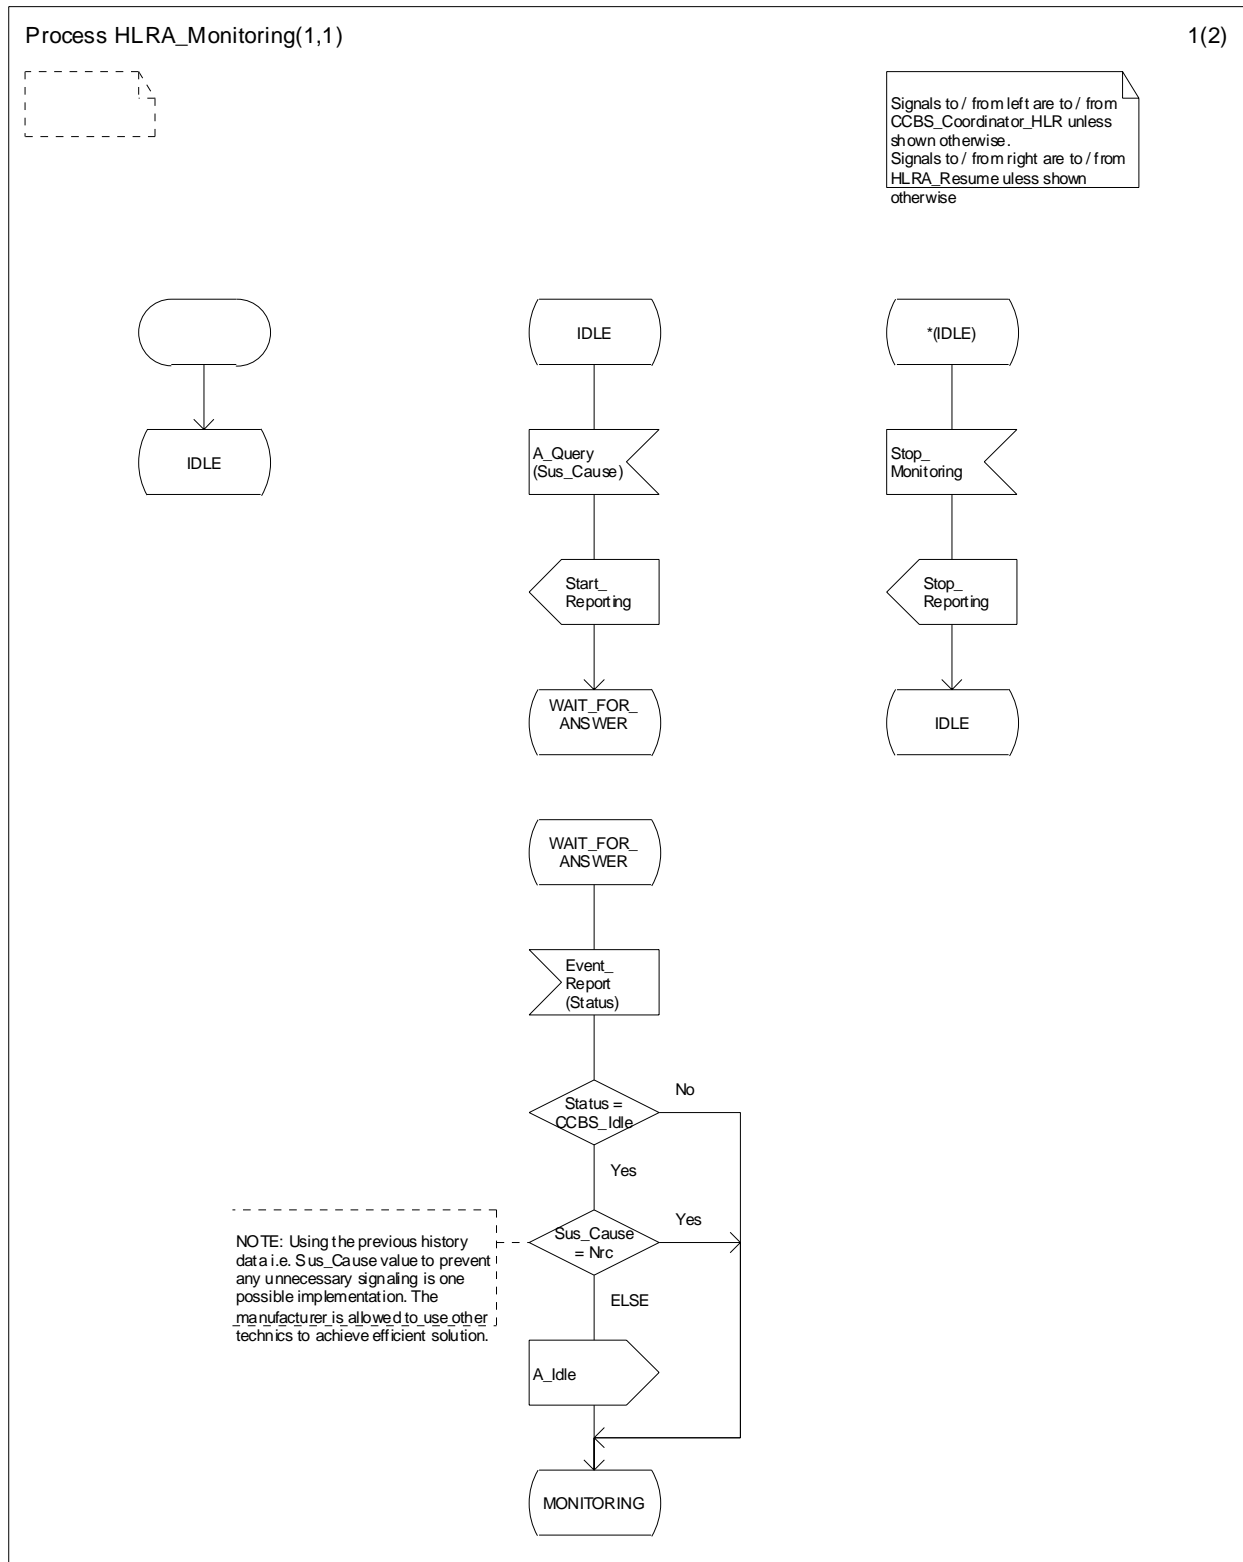 Process HLRA_Monitoring(1,1)
1(2)
Signals to / from left are to / from
CCBS_Coordinator_HLR unless
shown otherwise.
Signals to / from right are to / from
HLRA_Resume uless shown
otherwise
IDLE
*(IDLE)
IDLE
A_Query
(Sus_Cause)
Stop_
Monitoring
Start_
Reporting
Stop_
Reporting
WAIT_FOR_
ANSWER
IDLE
WAIT_FOR_
ANSWER
Event_
Report
(Status)
Status =
CCBS_Idle
No
Yes
Sus_Cause
= Nrc
Yes
NOTE: Using the previous history
data i.e. Sus_Cause value to prevent
any unnecessary signaling is one
possible implementation. The
manufacturer is allowed to use other
technics to achieve efficient solution.
ELSE
A_Idle
MONITORING